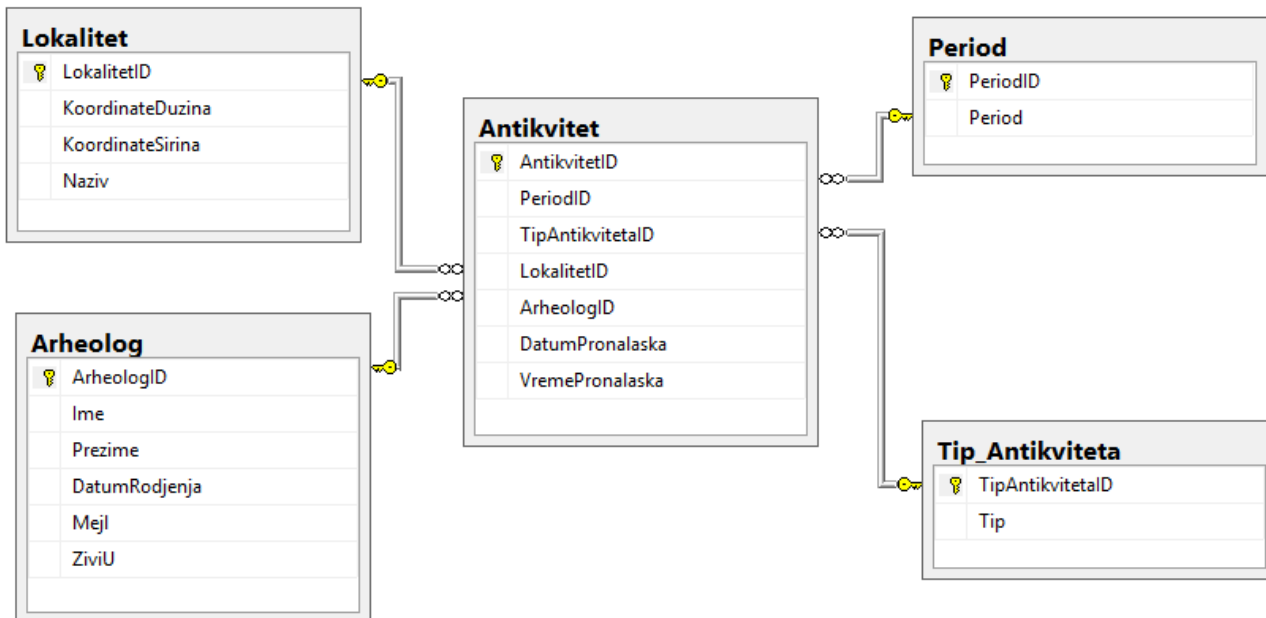 Lokalitet
LokalitetID
KoordinateDuzina
KoordinateSirina
Naziv
Arheolog
ArheologID
Ime
Prezime
DatumRodjenja
Mejl
ZiviU
Antikvitet
AntikvitetID
PeriodID
TipAntikvitetaID
LokalitetID
ArheologID
DatumPronalaska
VremePronalaska
Period
PeriodID
Period
Tip_Antikviteta
TipAntikvitetaID
Tip